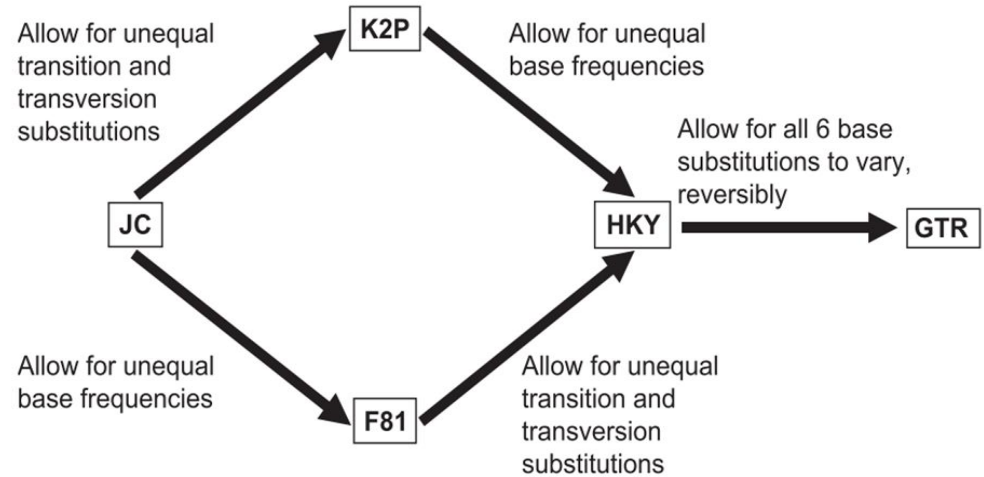 Allow for unequal
transition and
transversion
substitutions
K2P
Allow for unequal
base frequencies
Allow for all 6 base
substitutions to vary,
reversibly
JC
HKY
GTR
Allow for unequal
base frequencies
F81
Allow for unequal
transition and
transversion
substitutions